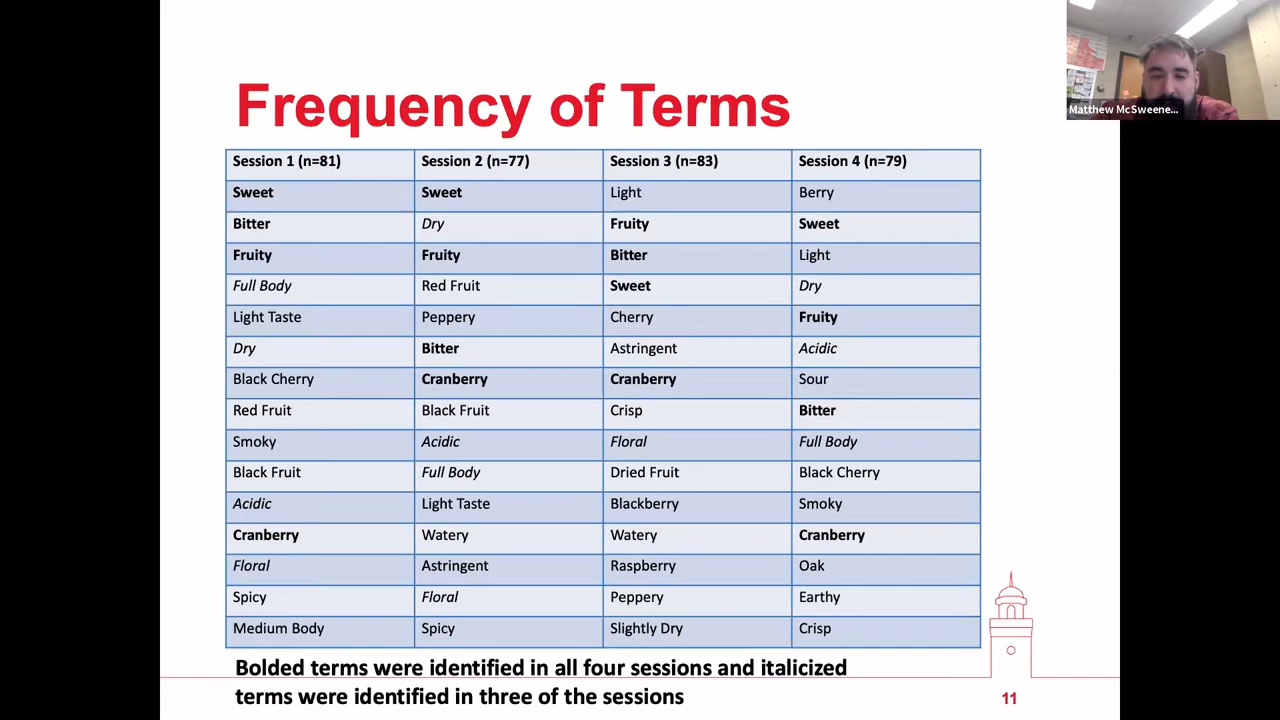 Frequency of Terms
Matthew McSweene...
Session 1 (n=81) Session 2 (n=77) Session 3 (n=83) Session 4 (n=79)
Sweet Sweet Light Berry
Bitter Dry Fruity Sweet
Fruity Fruity Bitter Light
Full Body Red Fruit Sweet Dry
Light Taste Peppery Cherry Fruity
Dry Bitter Astringent Acidic
Black Cherry Cranberry Cranberry Sour
Red Fruit Black Fruit Crisp Bitter
Smoky Acidic Floral Full Body
Black Fruit Full Body Dried Fruit Black Cherry
Acidic Light Taste Blackberry Smoky
Cranberry Watery Watery Cranberry
Floral Astringent Raspberry Oak
Spicy Floral Peppery Earthy
Medium Body Spicy Slightly Dry Crisp
Bolded terms were identified in all four sessions and italicized
terms were identified in three of the sessions
11